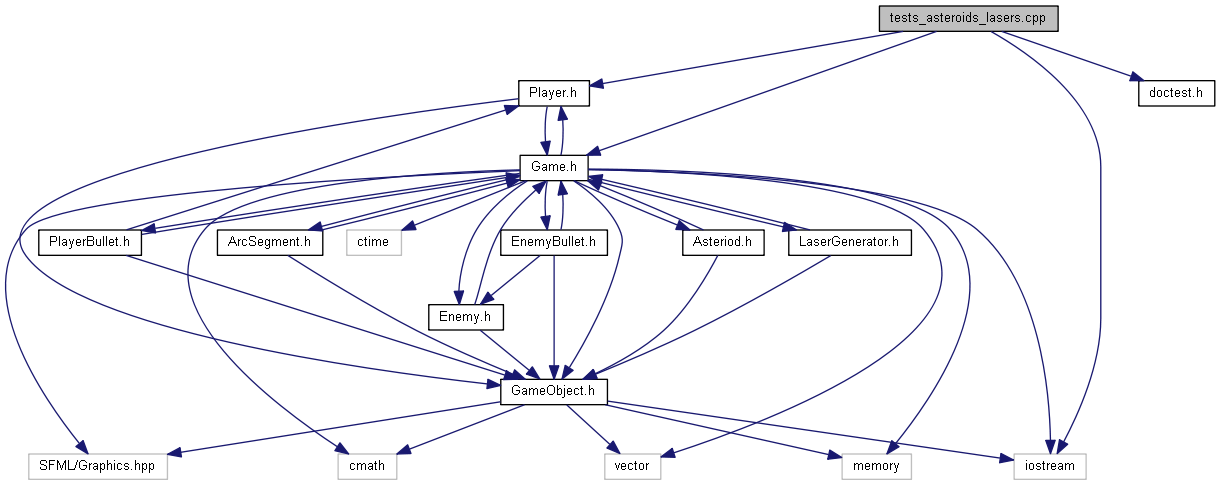 tests_asteroids_lasers.cpp
Player.h
doctest.h
Game.h
PlayerBullet.h
ArcSegment.h
ctime
EnemyBullet.h
Asteriod.h
LaserGenerator.h
Enemy.h
GameObject.h
SFML/Graphics.hpp
cmath
vector
memory
iostream